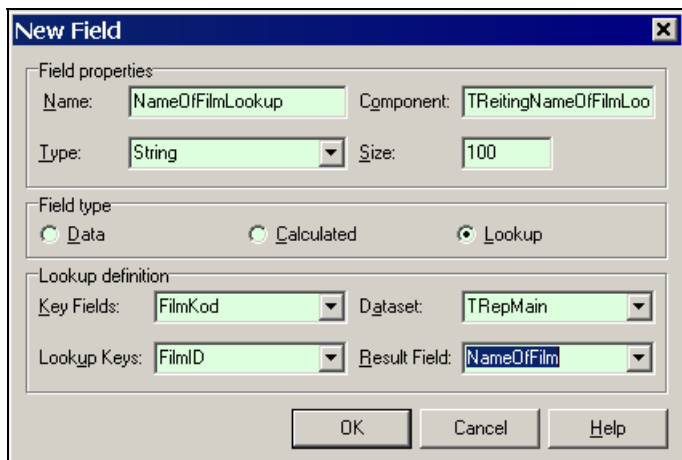 New Field
Field properties
Name: NameOfFilmLookup Component: TReitingNameOfFilmLoo
Type: String Size: 100
Field type
Data Calculated Lookup
Lookup definition
Key Fields: FilmKod Dataset: TRepMain
Lookup Keys: FilmID Result Field: NameOfFilm
OK Cancel Help